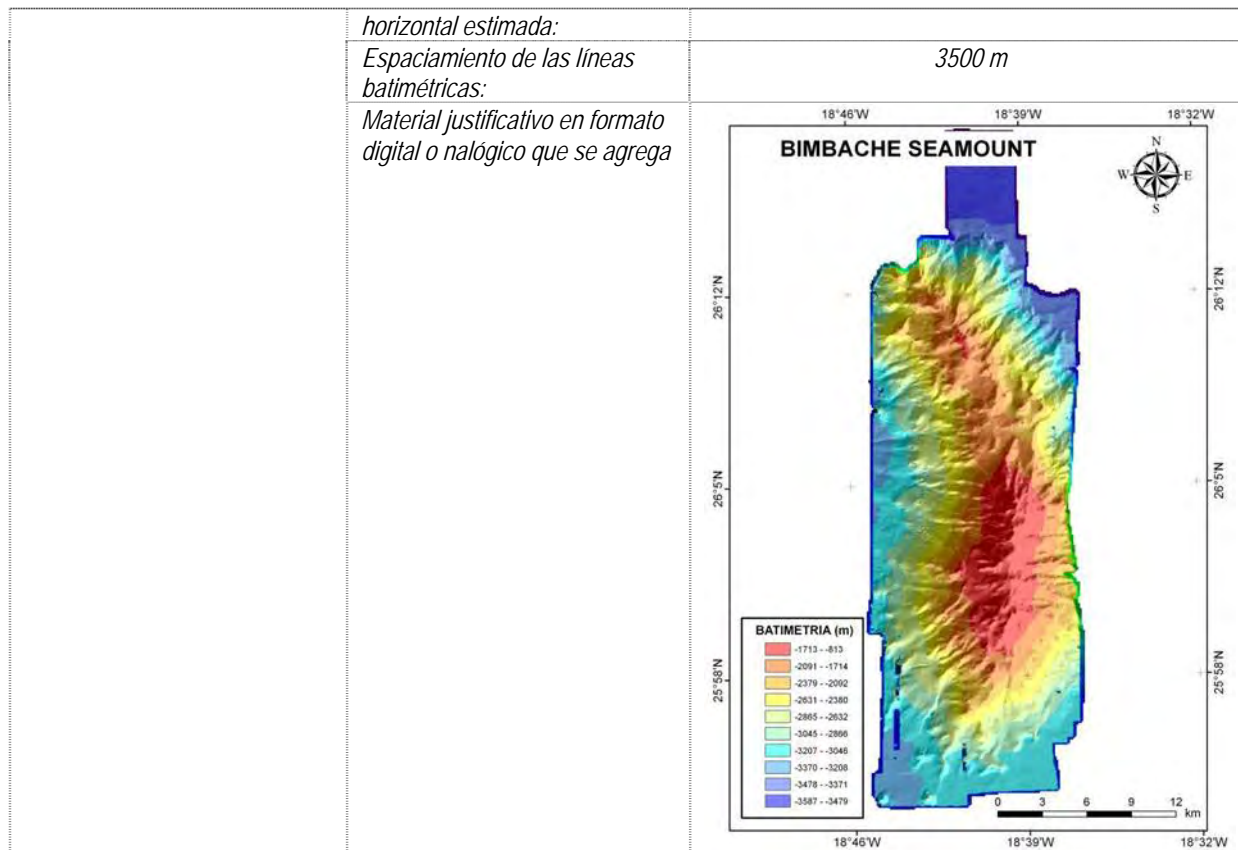 horizontal estimada:
Espaciamiento de las líneas
batimétricas:
3500 m
Material justificativo en formato
digital o nalógico que se agrega
18°46'W 18°39'W 18°32'W
BIMBACHE SEAMOUNT
N
W E
S
26°12'N 26°12'N
26°5'N 26°5'N
25°58'N 25°58'N
BATIMETRIA (m)
-1713 - -813
-2091 - -1714
-2379 - -2092
-2631 - -2380
-2865 - -2632
-3045 - -2866
-3207 - -3046
-3370 - -3208
-3478 - -3371
-3587 - -3479
0 3 6 9 12
km
18°46'W 18°39'W 18°32'W